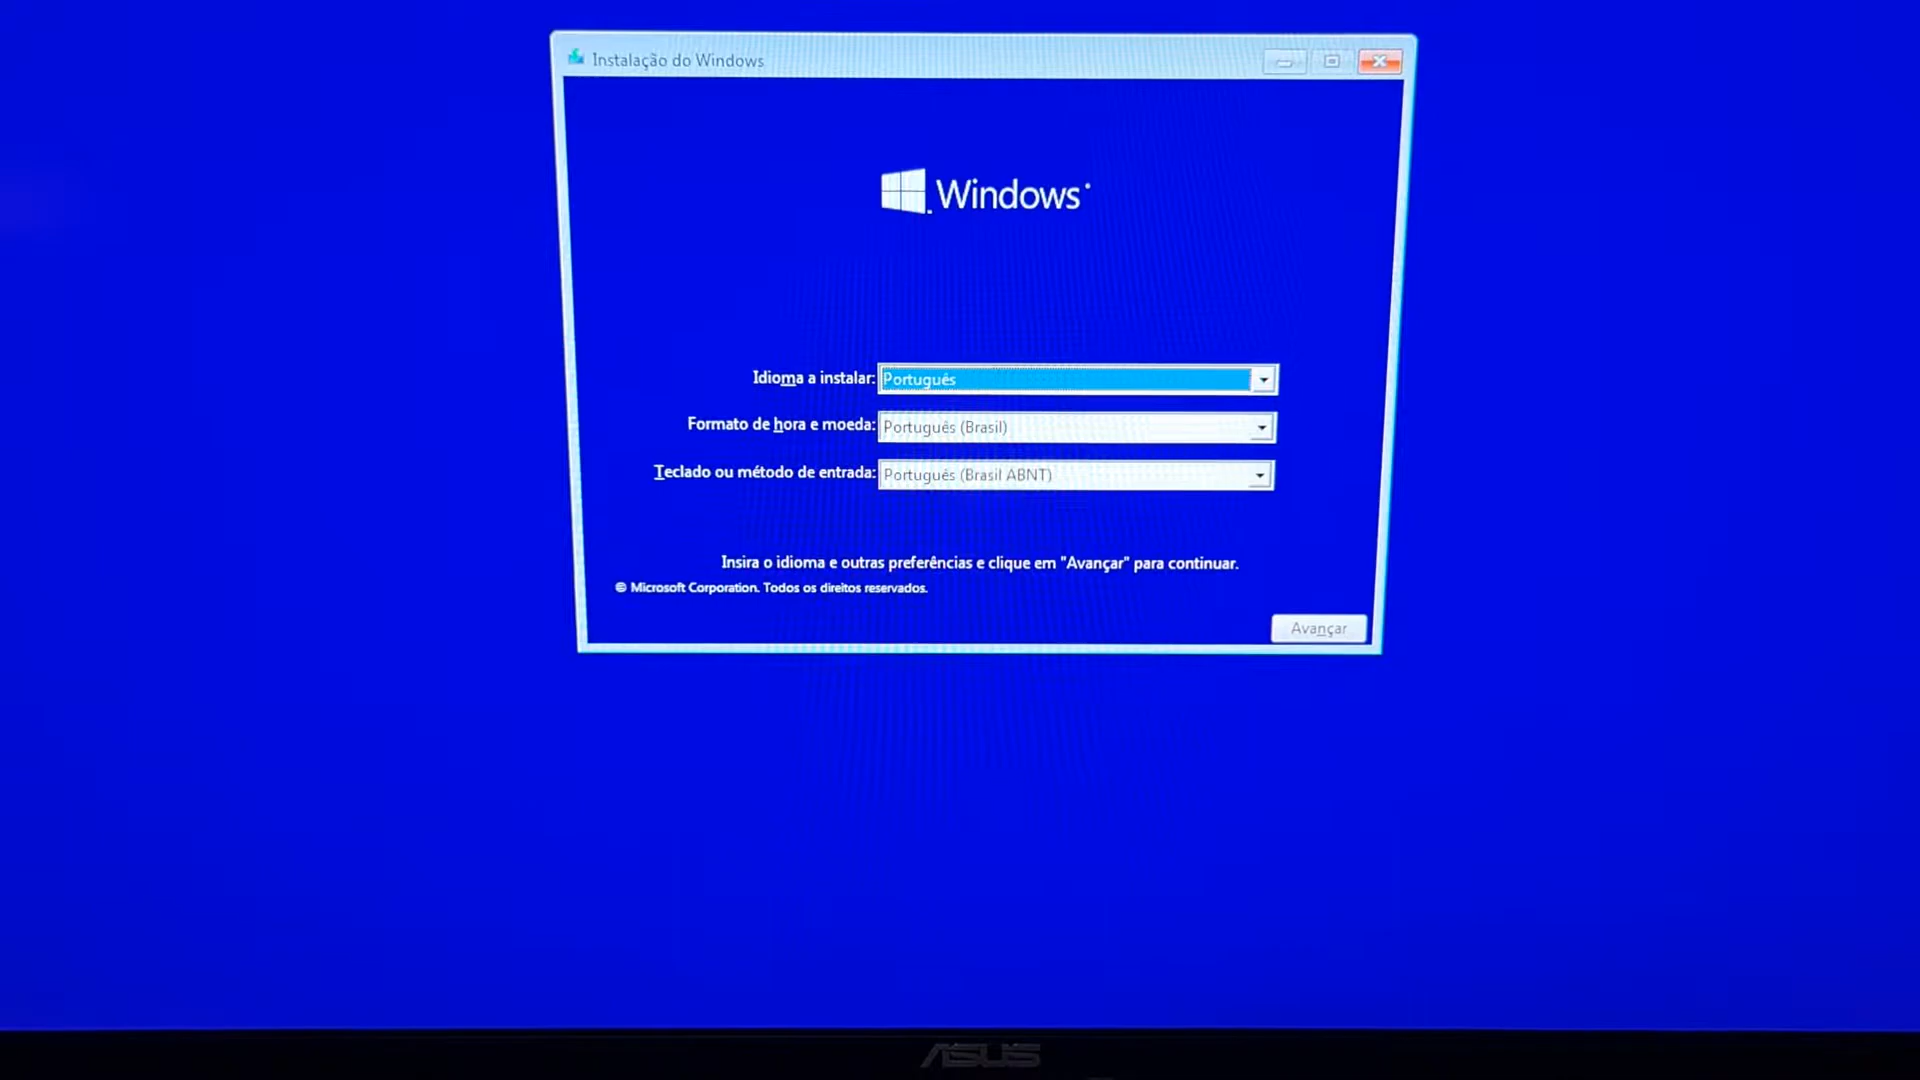 Instalação do Windows
Windows
Idioma a instalar: Português
Formato de hora e moeda: Português (Brasil)
Teclado ou método de entrada: Português (Brasil ABNT)
Insira o idioma e outras preferências e clique em "Avançar" para continuar.
© Microsoft Corporation. Todos os direitos reservados.
Avançar
ASUS